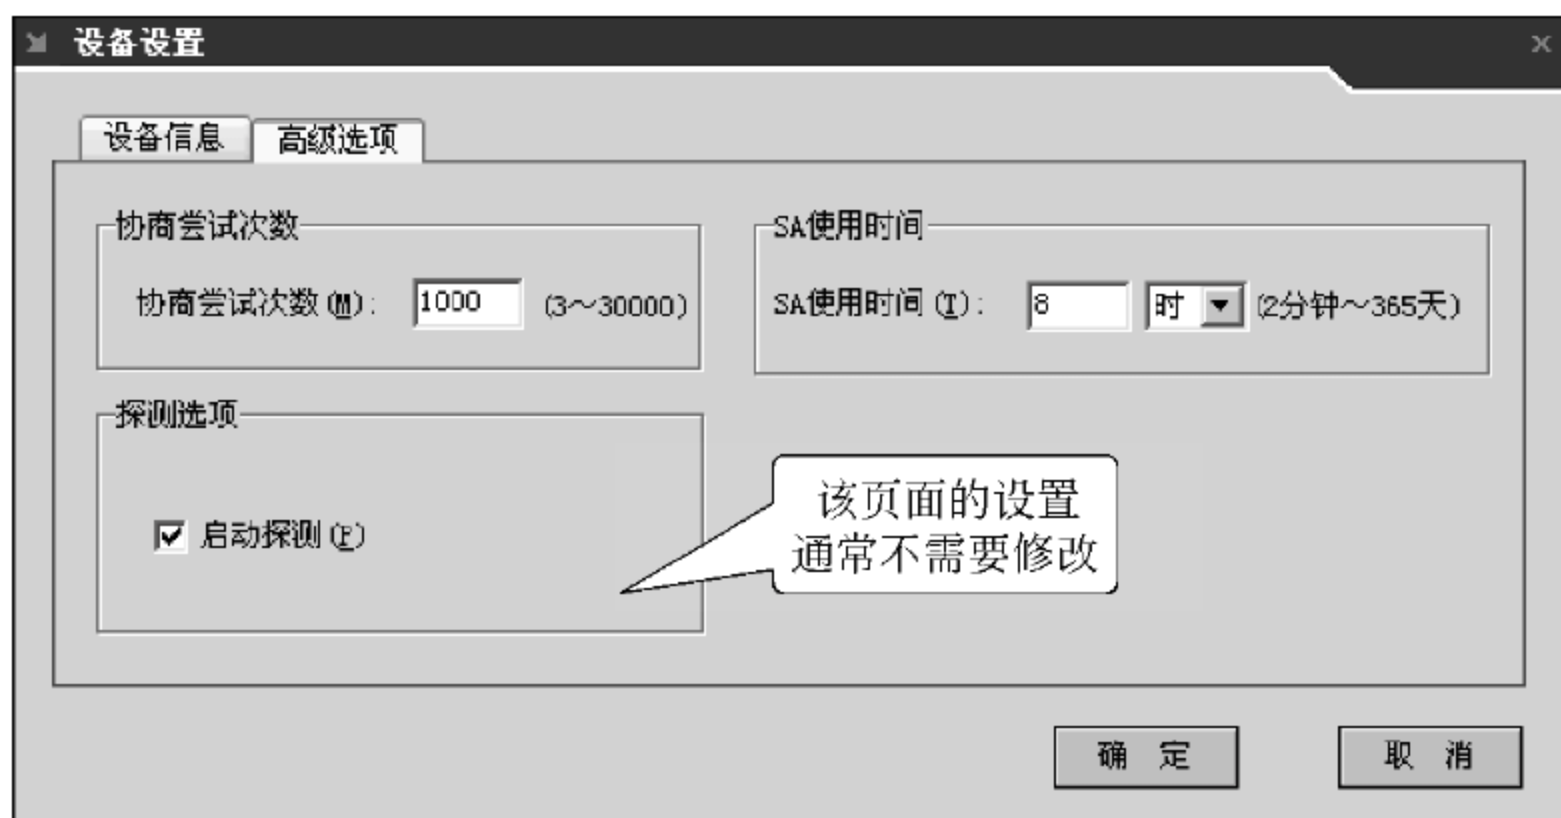 设备设置
设备信息 高级选项
协商尝试次数
协商尝试次数(M): 1000 (3～30000)
SA使用时间
SA使用时间(T): 8 时 (2分钟～365天)
探测选项
启动探测(P)
该页面的设置
通常不需要修改
确 定 取 消